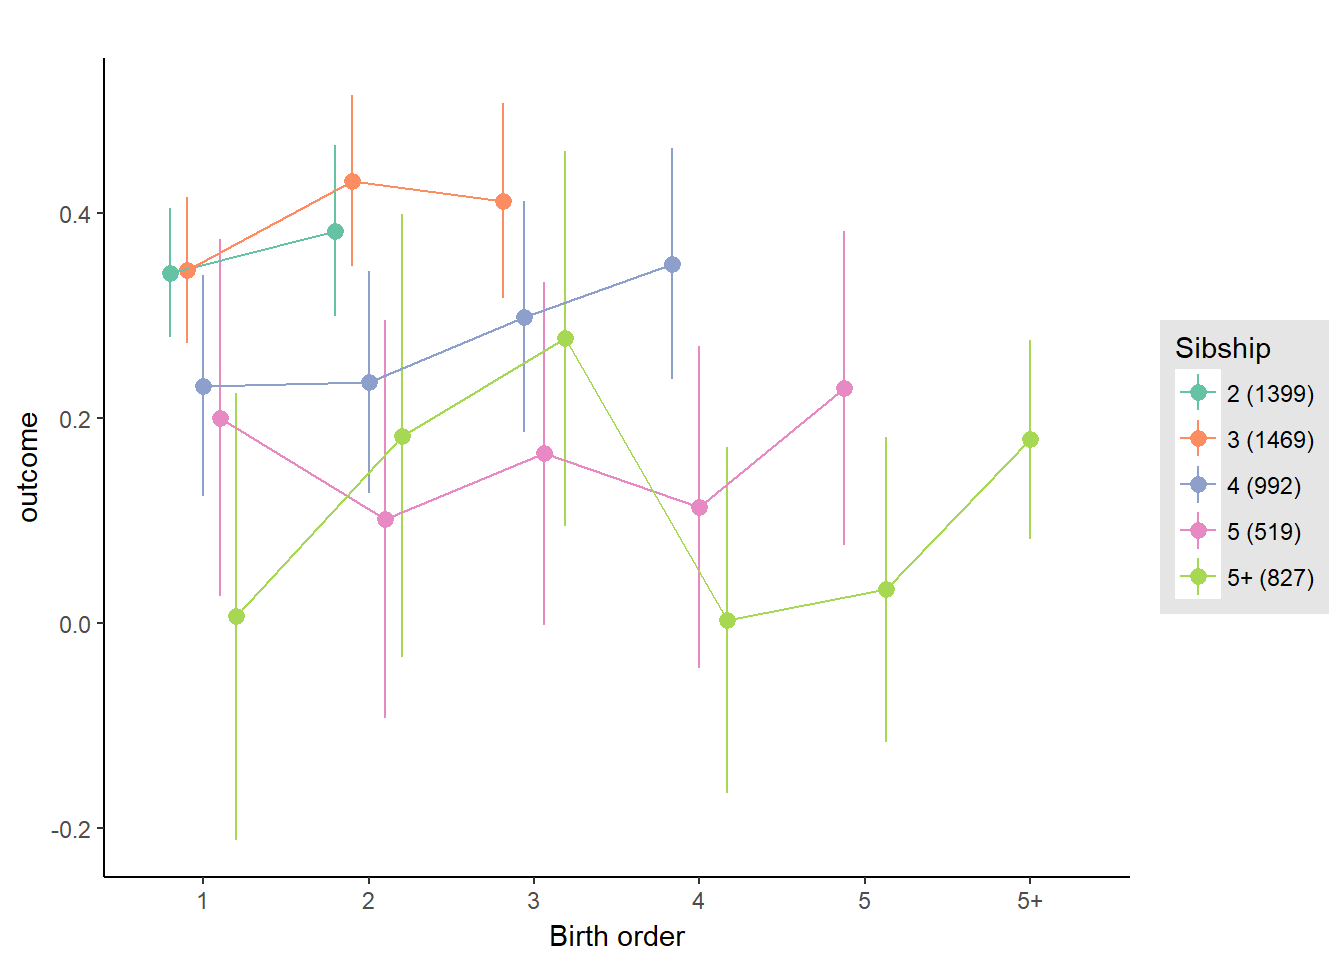 outcome
0.4
0.2
0.0
-0.2
1 2 3 4 5 5+
Birth order
Sibship
2 (1399)
3 (1469)
4 (992)
5 (519)
5+ (827)